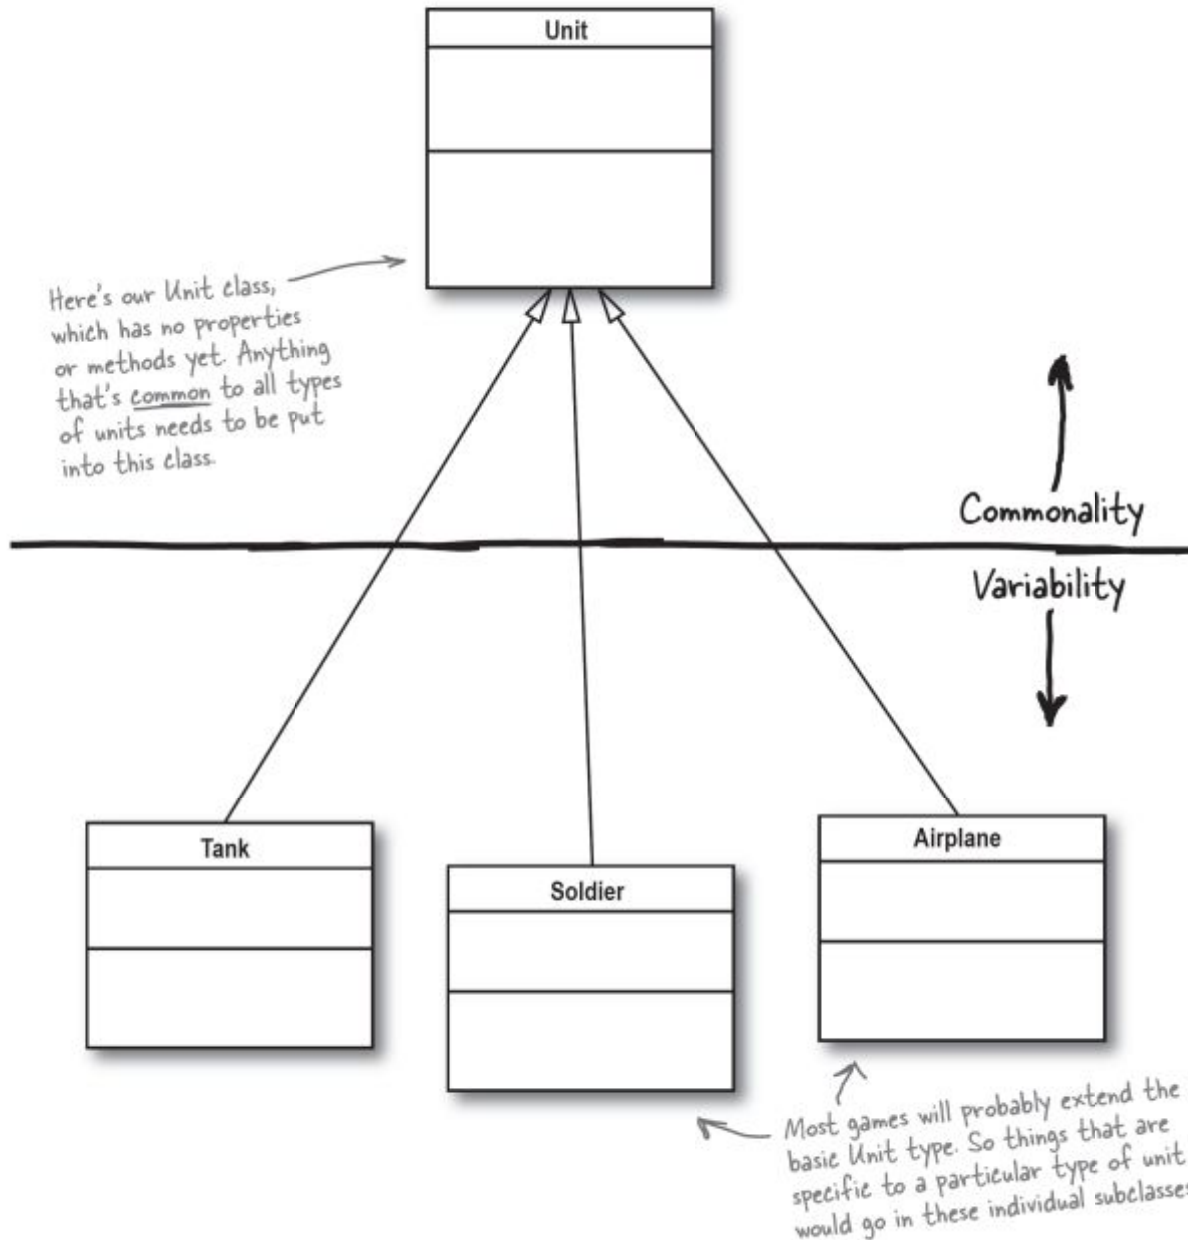 Unit
Here's our Unit class,
which has no properties
or methods yet. Anything
that's common to all types
of units needs to be put
into this class.
Commonality
Variability
Tank
Soldier
Airplane
Most games will probably extend the
basic Unit type. So things that are
specific to a particular type of unit
would go in these individual subclasses